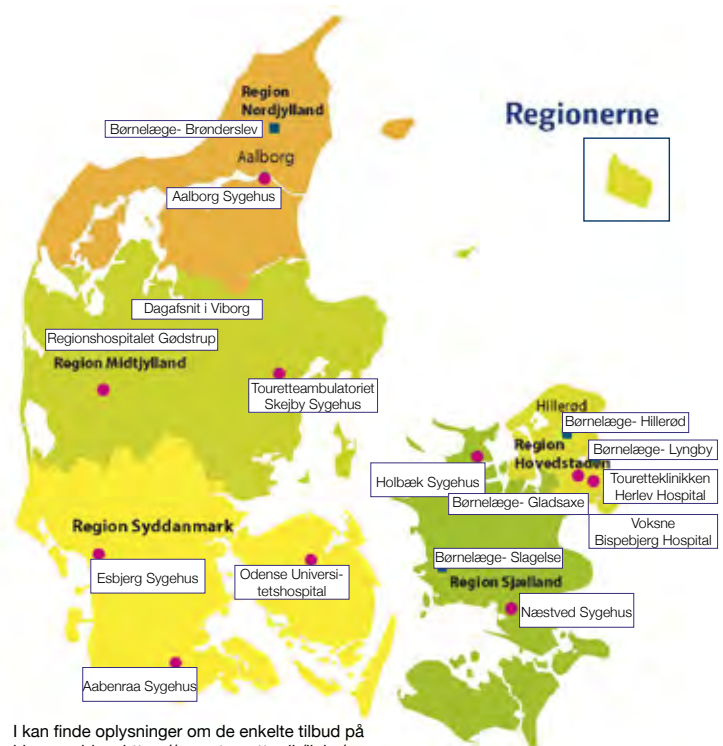 Regionerne
Region
Nordjylland
Børnelæge- Brønderslev
Aalborg
Aalborg Sygehus
Dagafsnit i Viborg
Regionshospitalet Gødstrup
Region Midtjylland
Touretteambulatoriet
Skejby Sygehus
Hillerød
Børnelæge- Hillerød
Region
Hovedstaden
Børnelæge- Lyngby
Holbæk Sygehus
Touretteklinikken
Herlev Hospital
Børnelæge- Gladsaxe
Voksne
Bispebjerg Hospital
Region Syddanmark
Esbjerg Sygehus
Odense Universi-
tetshospital
Børnelæge- Slagelse
Region Sjælland
Næstved Sygehus
Aabenraa Sygehus
I kan finde oplysninger om de enkelte tilbud på